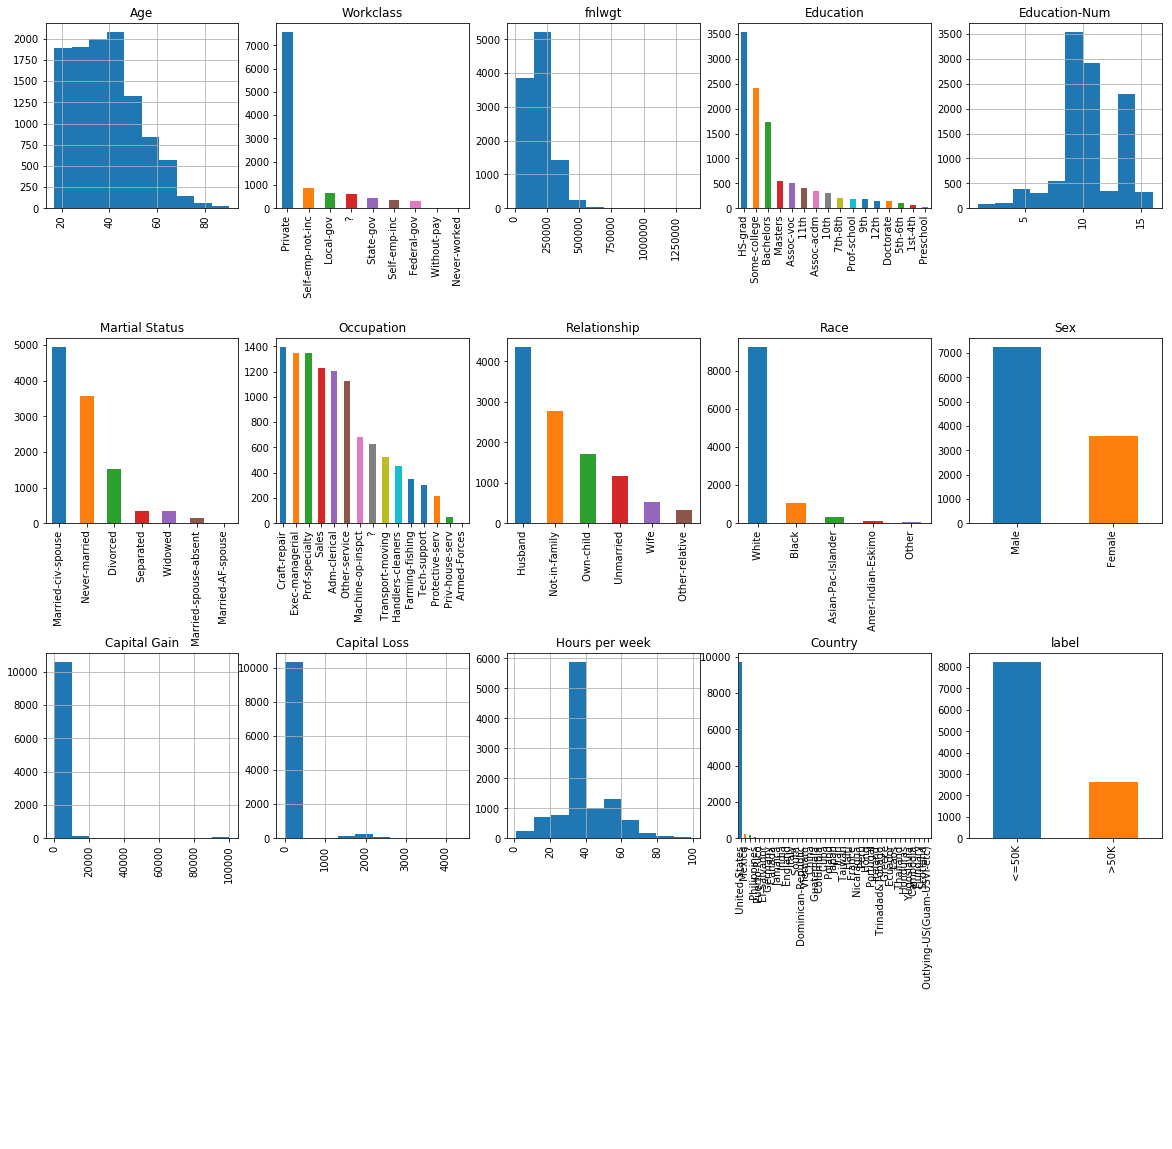 Age
2000
1750
1500
1250
1000
750
500
250
0
20
40
60
80
Workclass
7000
6000
5000
4000
3000
2000
1000
0
Private
Self-emp-not-inc
Local-gov
?
State-gov
Self-emp-inc
Federal-gov
Without-pay
Never-worked
fnlwgt
5000
4000
3000
2000
1000
0
0
250000
500000
750000
1000000
1250000
Education
3500
3000
2500
2000
1500
1000
500
0
HS-grad
Some-college
Bachelors
Masters
Assoc-voc
11th
Assoc-acdm
10th
7th-8th
Prof-school
9th
12th
Doctorate
5th-6th
1st-4th
Preschool
Education-Num
3500
3000
2500
2000
1500
1000
500
0
5
10
15
Martial Status
5000
4000
3000
2000
1000
0
Married-civ-spouse
Never-married
Divorced
Separated
Widowed
Married-spouse-absent
Married-AF-spouse
Occupation
1400
1200
1000
800
600
400
200
0
Craft-repair
Exec-managerial
Prof-specialty
Sales
Adm-clerical
Other-service
Machine-op-inspct
?
Transport-moving
Handlers-cleaners
Farming-fishing
Tech-support
Protective-serv
Priv-house-serv
Armed-Forces
Relationship
4000
3000
2000
1000
0
Husband
Not-in-family
Own-child
Unmarried
Wife
Other-relative
Race
8000
6000
4000
2000
0
White
Black
Asian-Pac-Islander
Amer-Indian-Eskimo
Other
Sex
7000
6000
5000
4000
3000
2000
1000
0
Male
Female
Capital Gain
10000
8000
6000
4000
2000
0
0
20000
40000
60000
80000
100000
Capital Loss
10000
8000
6000
4000
2000
0
0
1000
2000
3000
4000
Hours per week
6000
5000
4000
3000
2000
1000
0
0
20
40
60
80
100
Country
10000
8000
6000
4000
2000
0
United-States
Mexico
Philippines
Dominican-Republic
Guatemala
Columbia
Nicaragua
Portugal
Trinadad&Tobago
Ecuador
Outlying-US(Guam-USVI-etc)
label
8000
7000
6000
5000
4000
3000
2000
1000
0
<=50K
>50K